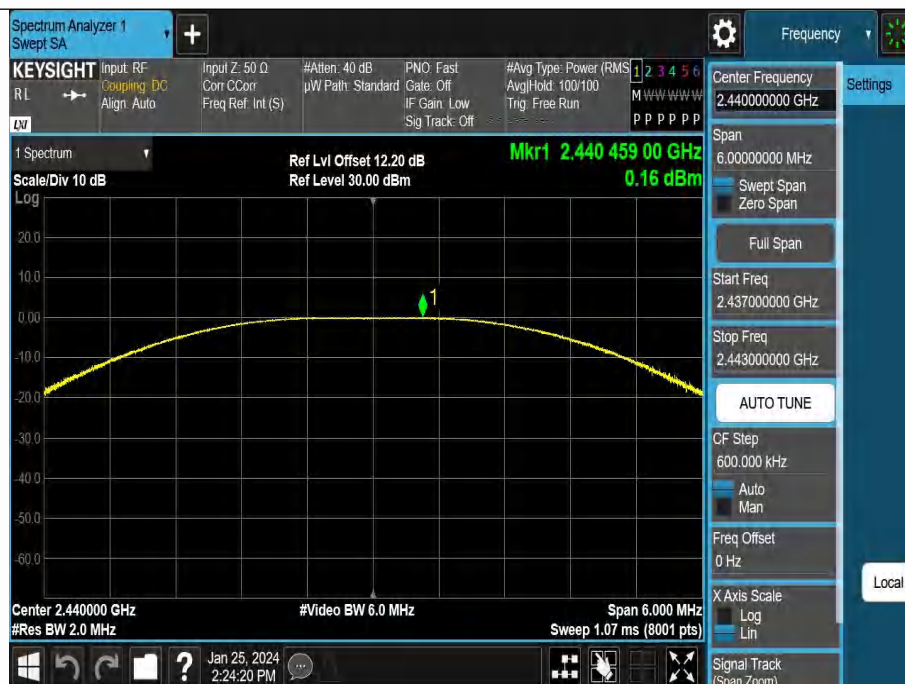 Spectrum Analyzer 1
Swept SA
+
Frequency
KEYSIGHT
RL
LXI
Input: RF
Coupling: DC
Align: Auto
Input Z: 50 Ω
Corr CCorr
Freq Ref: Int (S)
#Atten: 40 dB
µW Path: Standard
PNO: Fast
Gate: Off
IF Gain: Low
Sig Track: Off
#Avg Type: Power (RMS
Avg|Hold: 100/100
Trig: Free Run
1 2 3 4 5 6
M W W W W W
P P P P P P
Settings
Center Frequency
2.440000000 GHz
Span
6.00000000 MHz
Swept Span
Zero Span
Full Span
Start Freq
2.437000000 GHz
Stop Freq
2.443000000 GHz
AUTO TUNE
CF Step
600.000 kHz
Auto
Man
Freq Offset
0 Hz
X Axis Scale
Log
Lin
Signal Track
(Span Zoom)
Local
1 Spectrum
Scale/Div 10 dB
Ref Lvl Offset 12.20 dB
Ref Level 30.00 dBm
Mkr1 2.440 459 00 GHz
0.16 dBm
Log
20.0
10.0
0.00
-10.0
-20.0
-30.0
-40.0
-50.0
-60.0
1
Center 2.440000 GHz
#Res BW 2.0 MHz
#Video BW 6.0 MHz
Span 6.000 MHz
Sweep 1.07 ms (8001 pts)
?
Jan 25, 2024
2:24:20 PM